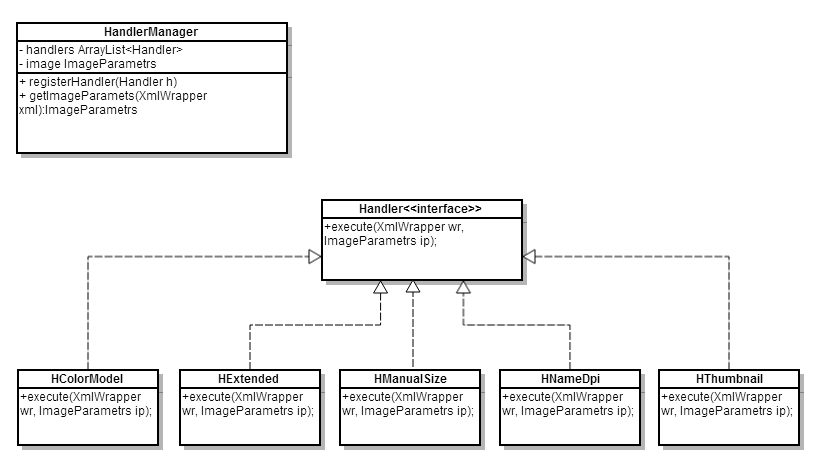 HandlerManager
- handlers ArrayList<Handler>
- image ImageParametrs
+ registerHandler(Handler h)
+ getImageParamets(XmlWrapper
xml):ImageParametrs
Handler<<interface>>
+execute(XmlWrapper wr,
ImageParametrs ip);
HColorModel
+execute(XmlWrapper
wr, ImageParametrs ip);
HExtended
+execute(XmlWrapper
wr, ImageParametrs ip);
HManualSize
+execute(XmlWrapper
wr, ImageParametrs ip);
HNameDpi
+execute(XmlWrapper
wr, ImageParametrs ip);
HThumbnail
+execute(XmlWrapper
wr, ImageParametrs ip);